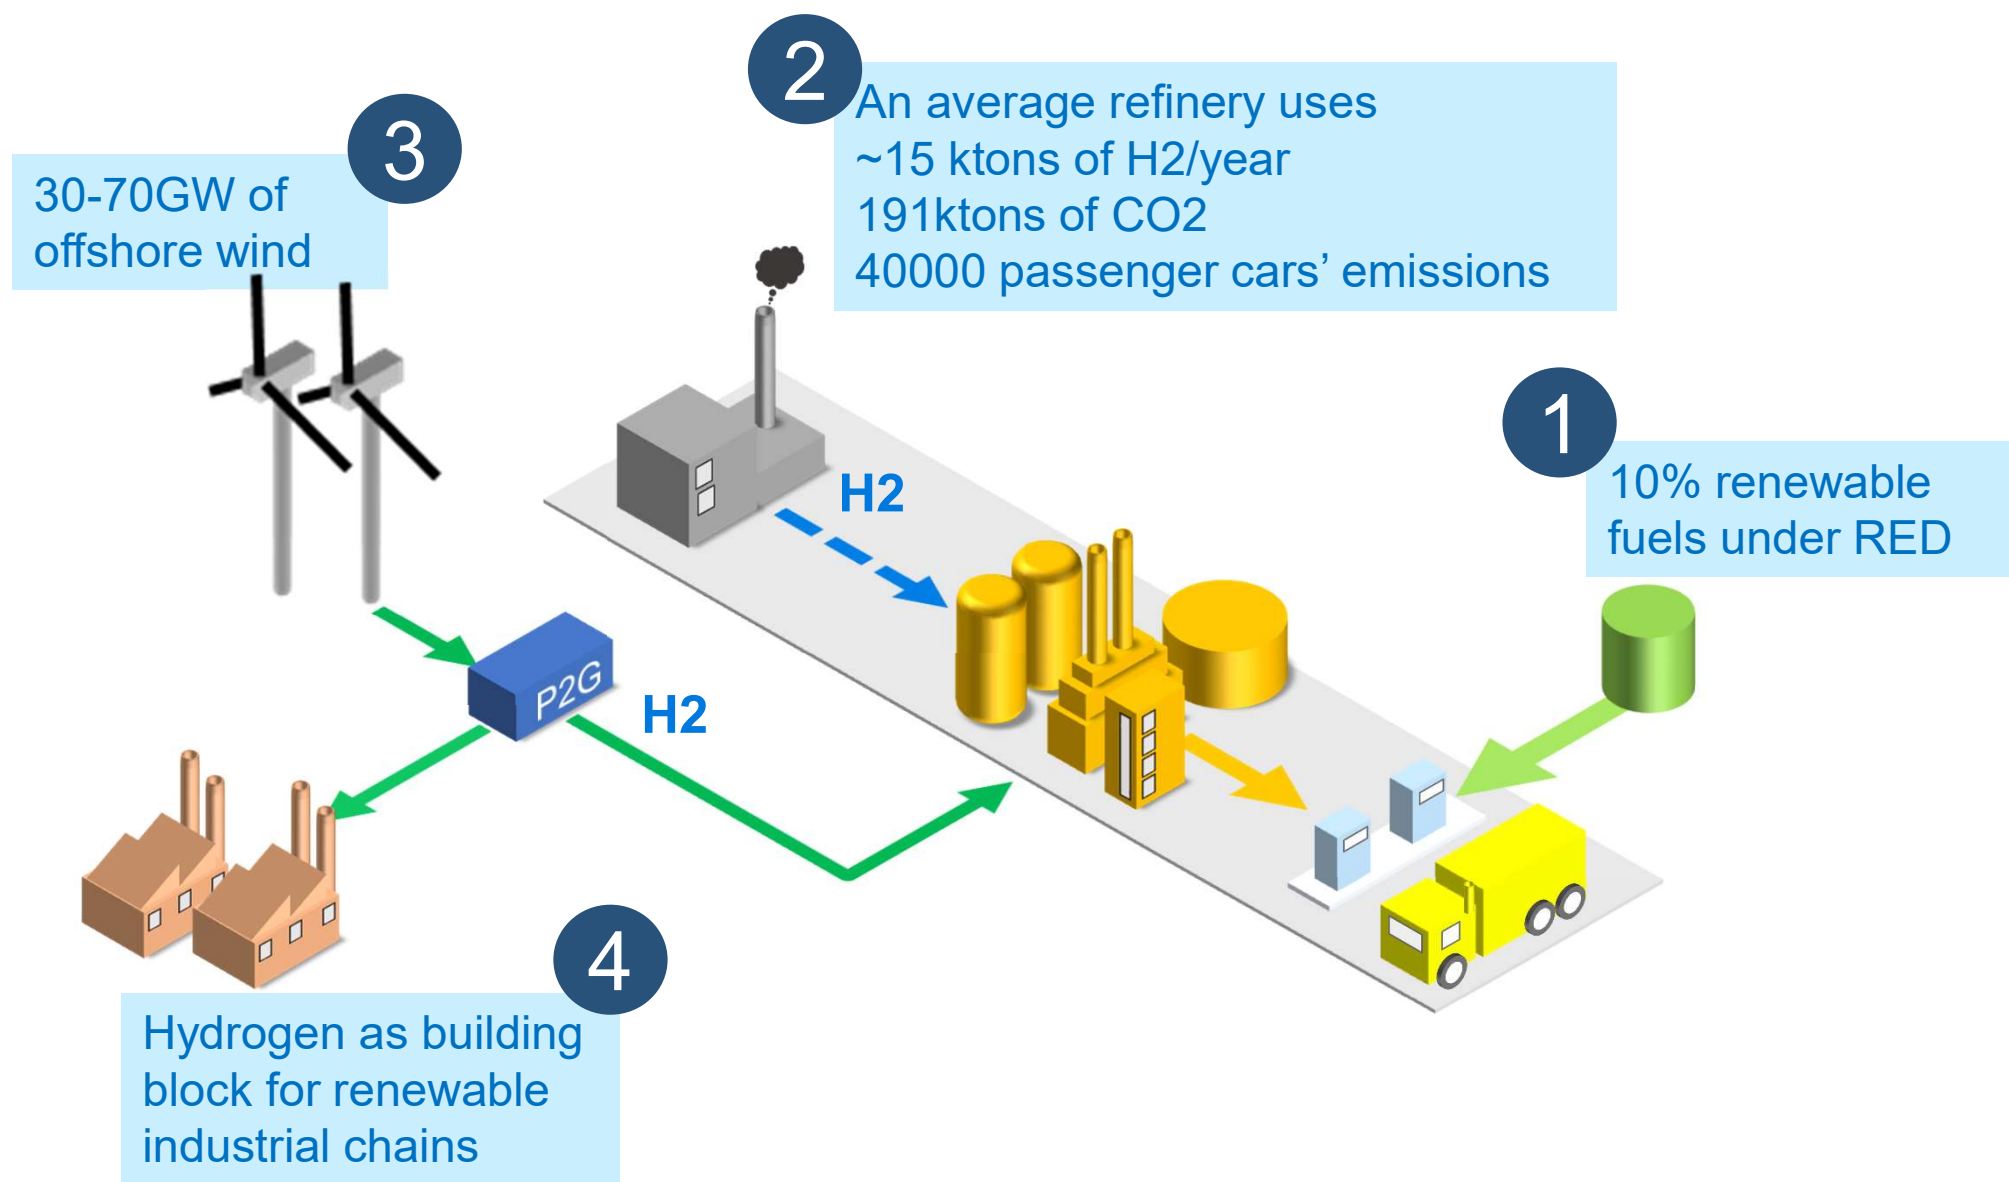 2
An average refinery uses
~15 ktons of H2/year
191ktons of CO2
40000 passenger cars’ emissions
3
30-70GW of
offshore wind
1
10% renewable
fuels under RED
H2
P2G
H2
4
Hydrogen as building
block for renewable
industrial chains